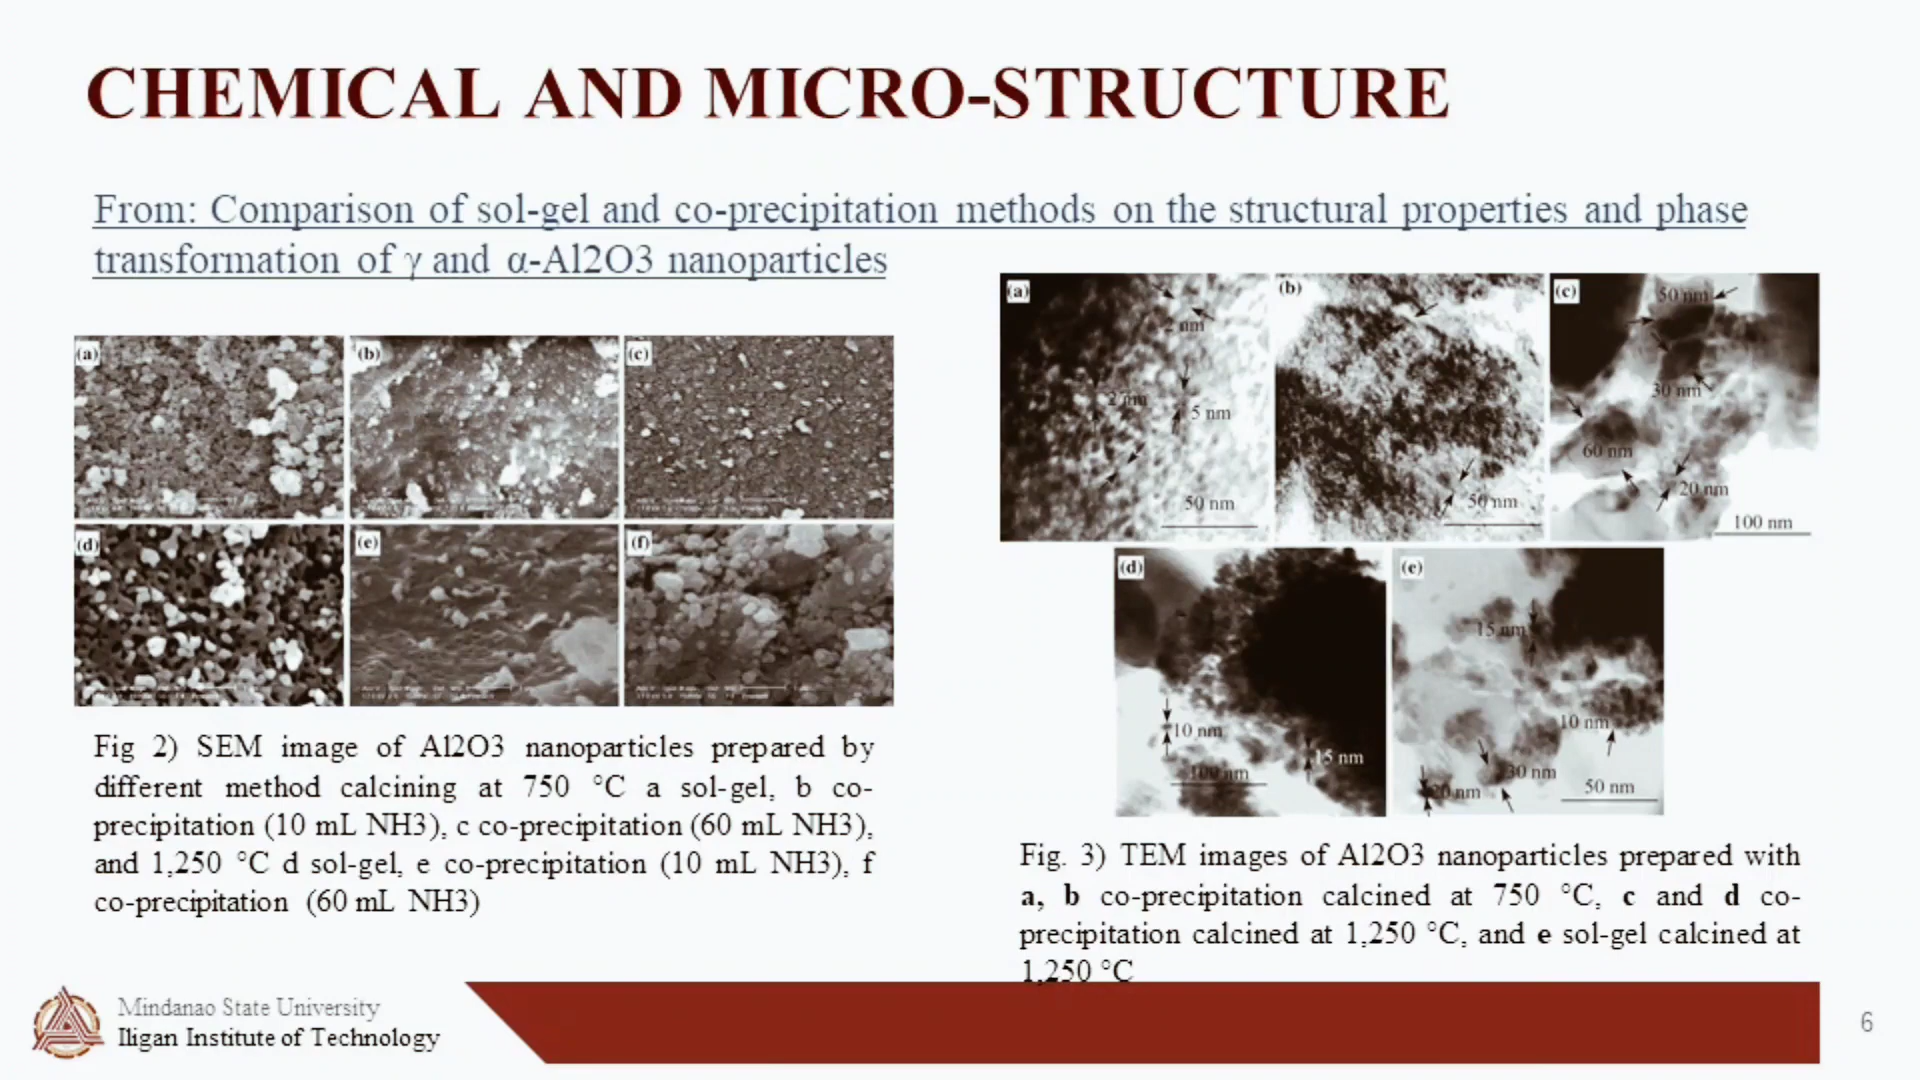 CHEMICAL AND MICRO-STRUCTURE
From: Comparison of sol-gel and co-precipitation methods on the structural properties and phase
transformation of γ and α-Al2O3 nanoparticles
(a)
(b)
(c)
(d)
(e)
(f)
Fig 2) SEM image of Al2O3 nanoparticles prepared by
different method calcining at 750 °C a sol-gel, b co-
precipitation (10 mL NH3), c co-precipitation (60 mL NH3),
and 1,250 °C d sol-gel, e co-precipitation (10 mL NH3), f
co-precipitation (60 mL NH3)
(a)
2 nm
2 nm
5 nm
50 nm
(b)
50 nm
(c)
50 nm
30 nm
60 nm
20 nm
100 nm
(d)
10 nm
15 nm
100 nm
(e)
15 nm
10 nm
30 nm
20 nm
50 nm
Fig. 3) TEM images of Al2O3 nanoparticles prepared with
a, b co-precipitation calcined at 750 °C, c and d co-
precipitation calcined at 1,250 °C, and e sol-gel calcined at
1,250 °C
Mindanao State University
Iligan Institute of Technology
6